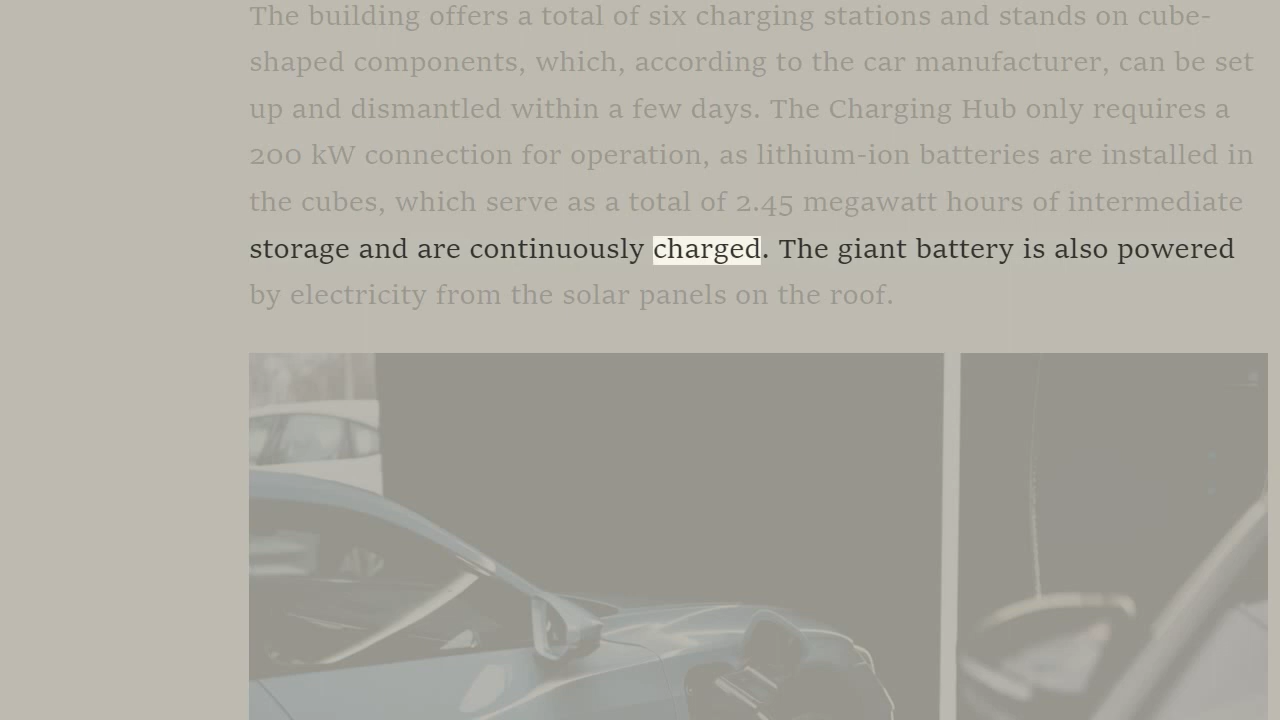 The building offers a total of six charging stations and stands on cube-
shaped components, which, according to the car manufacturer, can be set
up and dismantled within a few days. The Charging Hub only requires a
200 kW connection for operation, as lithium-ion batteries are installed in
the cubes, which serve as a total of 2.45 megawatt hours of intermediate
storage and are continuously charged. The giant battery is also powered
by electricity from the solar panels on the roof.